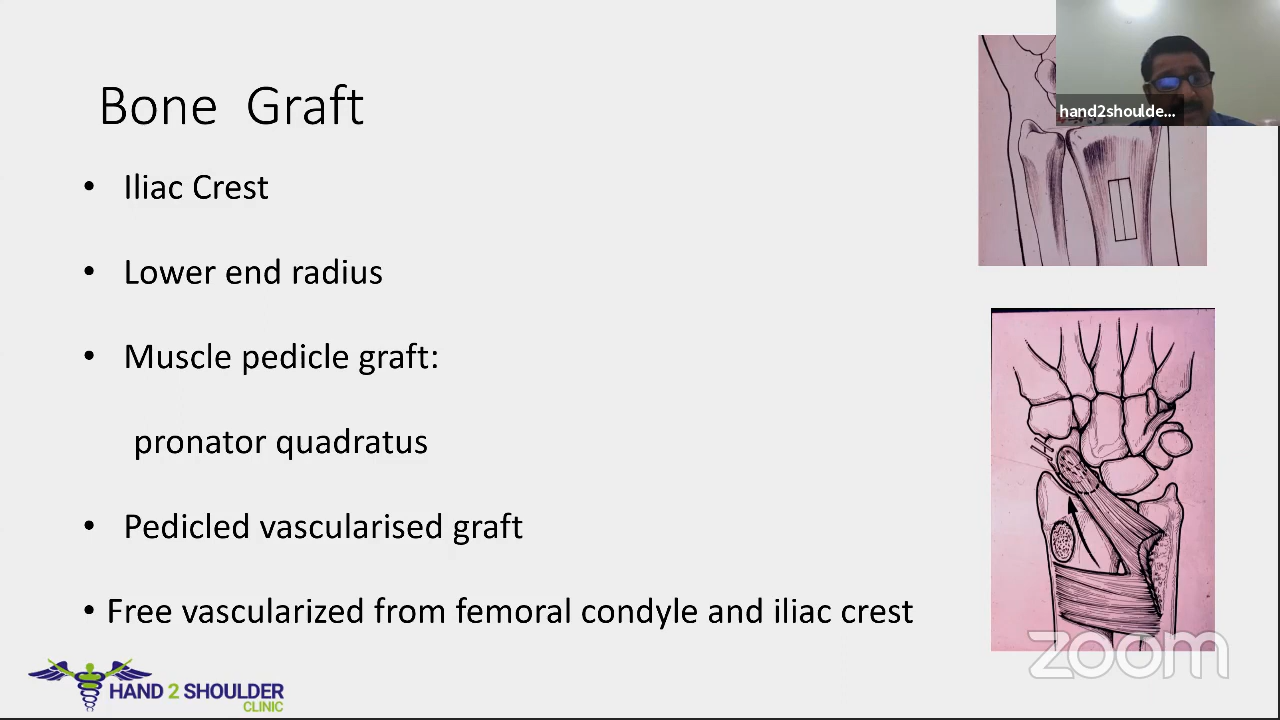 Bone Graft
• Iliac Crest
• Lower end radius
• Muscle pedicle graft:
pronator quadratus
• Pedicled vascularised graft
• Free vascularized from femoral condyle and iliac crest
hand2shoulde...
zoom
HAND 2 SHOULDER
CLINIC